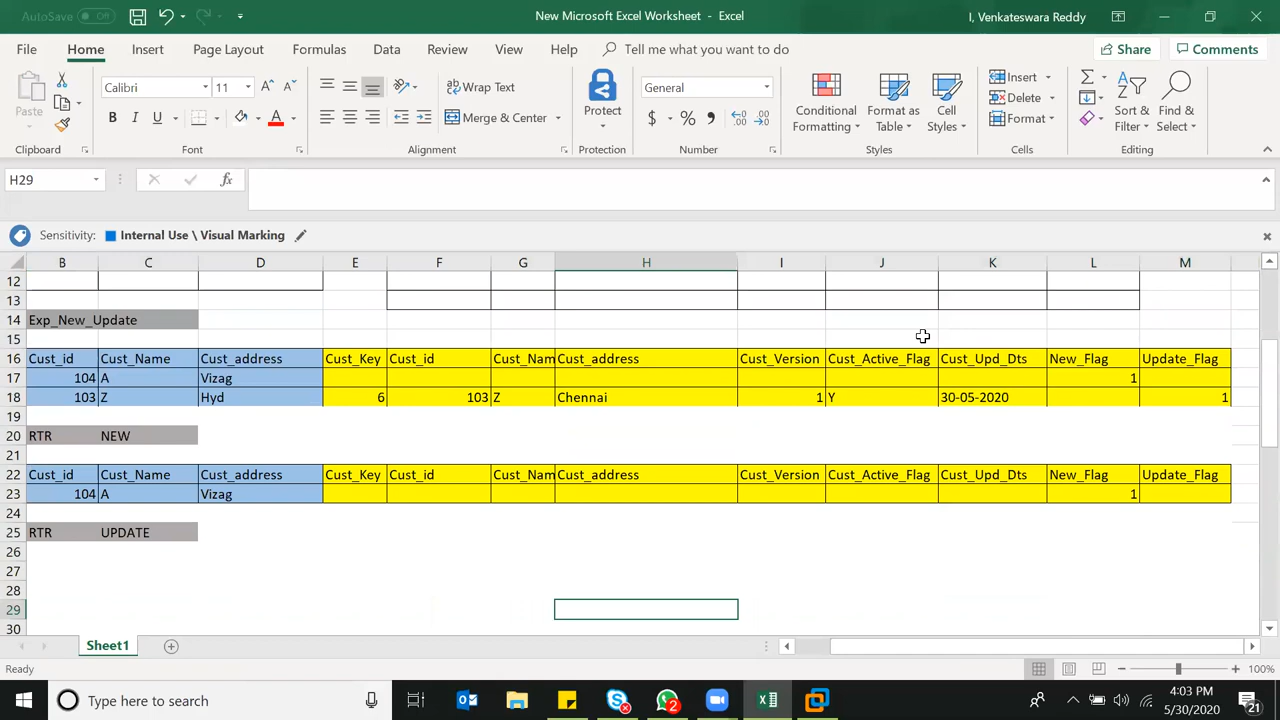 AutoSave Off New Microsoft Excel Worksheet - Excel I, Venkateswara Reddy
File Home Insert Page Layout Formulas Data Review View Help Tell me what you want to do Share Comments
Paste Calibri 11 A A Wrap Text Protect General Conditional Formatting Format as Table Cell Styles Insert Sort & Filter Find & Select
B I U A Merge & Center $ % , Delete
Format
Clipboard Font Alignment Protection Number Styles Cells Editing
H29 fx
Sensitivity: Internal Use \ Visual Marking
B C D E F G H I J K L M
12
13
14 Exp_New_Update
15
16 Cust_id Cust_Name Cust_address Cust_Key Cust_id Cust_Nam Cust_address Cust_Version Cust_Active_Flag Cust_Upd_Dts New_Flag Update_Flag
17 104 A Vizag 1
18 103 Z Hyd 6 103 Z Chennai 1 Y 30-05-2020 1
19
20 RTR NEW
21
22 Cust_id Cust_Name Cust_address Cust_Key Cust_id Cust_Nam Cust_address Cust_Version Cust_Active_Flag Cust_Upd_Dts New_Flag Update_Flag
23 104 A Vizag 1
24
25 RTR UPDATE
26
27
28
29
30
Sheet1
Ready 100%
Type here to search 2 4:03 PM
5/30/2020 21